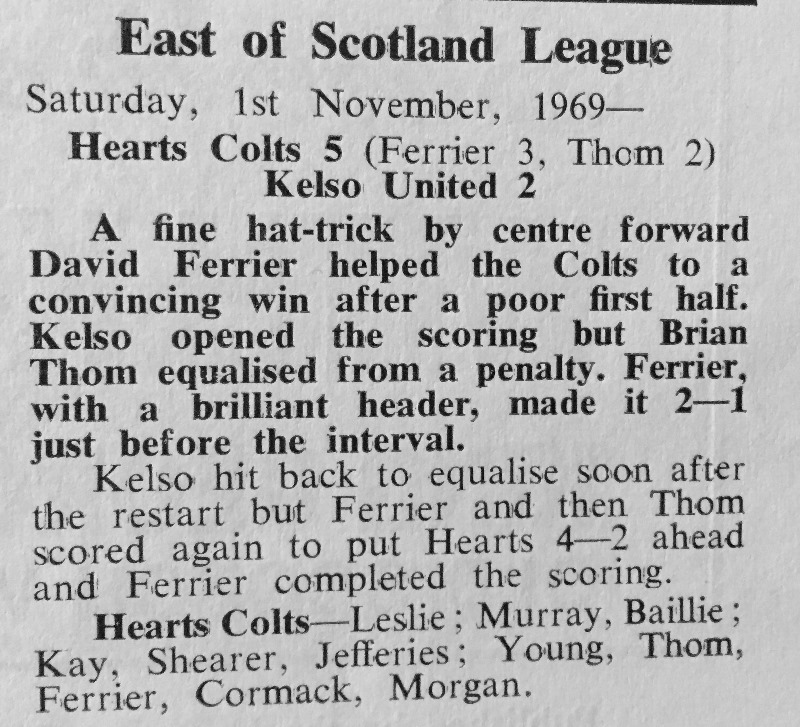 East of Scotland League
Saturday, 1st November, 1969—
Hearts Colts 5 (Ferrier 3, Thom 2)
Kelso United 2
A fine hat-trick by centre forward
David Ferrier helped the Colts to a
convincing win after a poor first half.
Kelso opened the scoring but Brian
Thom equalised from a penalty. Ferrier,
with a brilliant header, made it 2—1
just before the interval.
Kelso hit back to equalise soon after
the restart but Ferrier and then Thom
scored again to put Hearts 4—2 ahead
and Ferrier completed the scoring.
Hearts Colts—Leslie; Murray, Baillie;
Kay, Shearer, Jefferies; Young, Thom,
Ferrier, Cormack, Morgan.